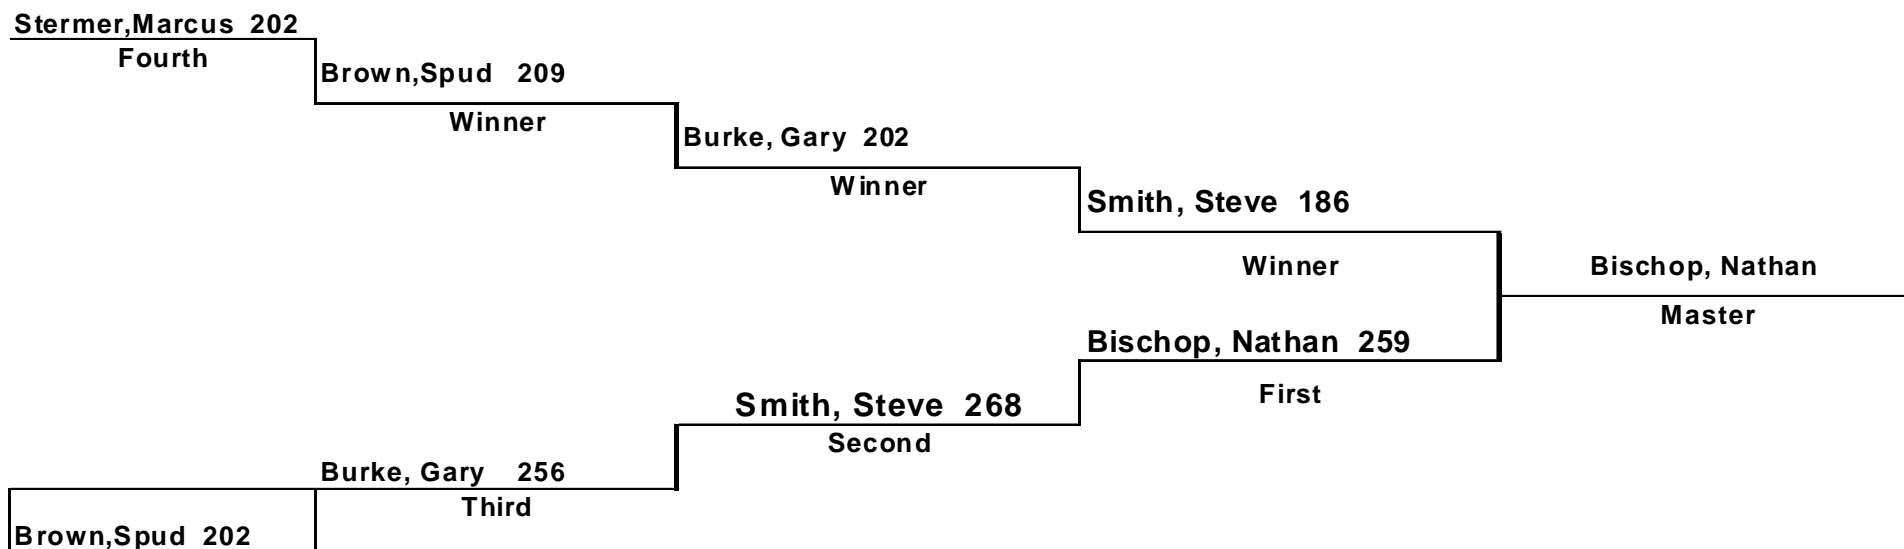 Stermer,Marcus 202
Fourth
Brown,Spud 209
Winner
Burke, Gary 202
Winner
Smith, Steve 186
Winner
Bischop, Nathan
Master
Bischop, Nathan 259
First
Smith, Steve 268
Second
Burke, Gary 256
Third
Brown,Spud 202